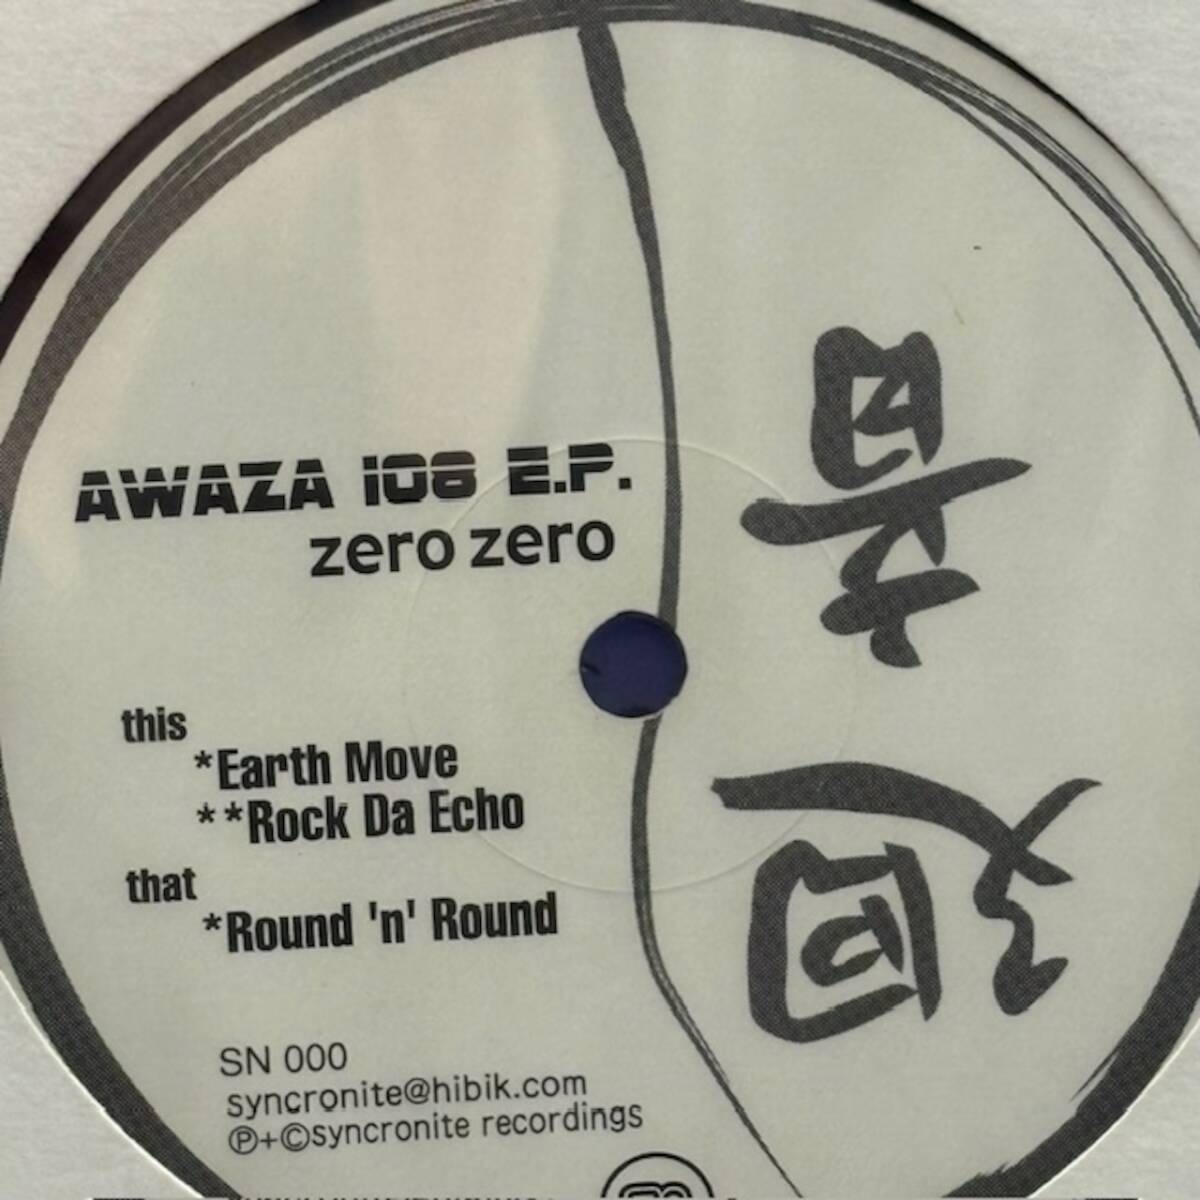 AWAZA 108 E.P.
zero zero
this
*Earth Move
**Rock Da Echo
that
*Round 'n' Round
SN 000
syncronite@hibik.com
℗+©syncronite recordings